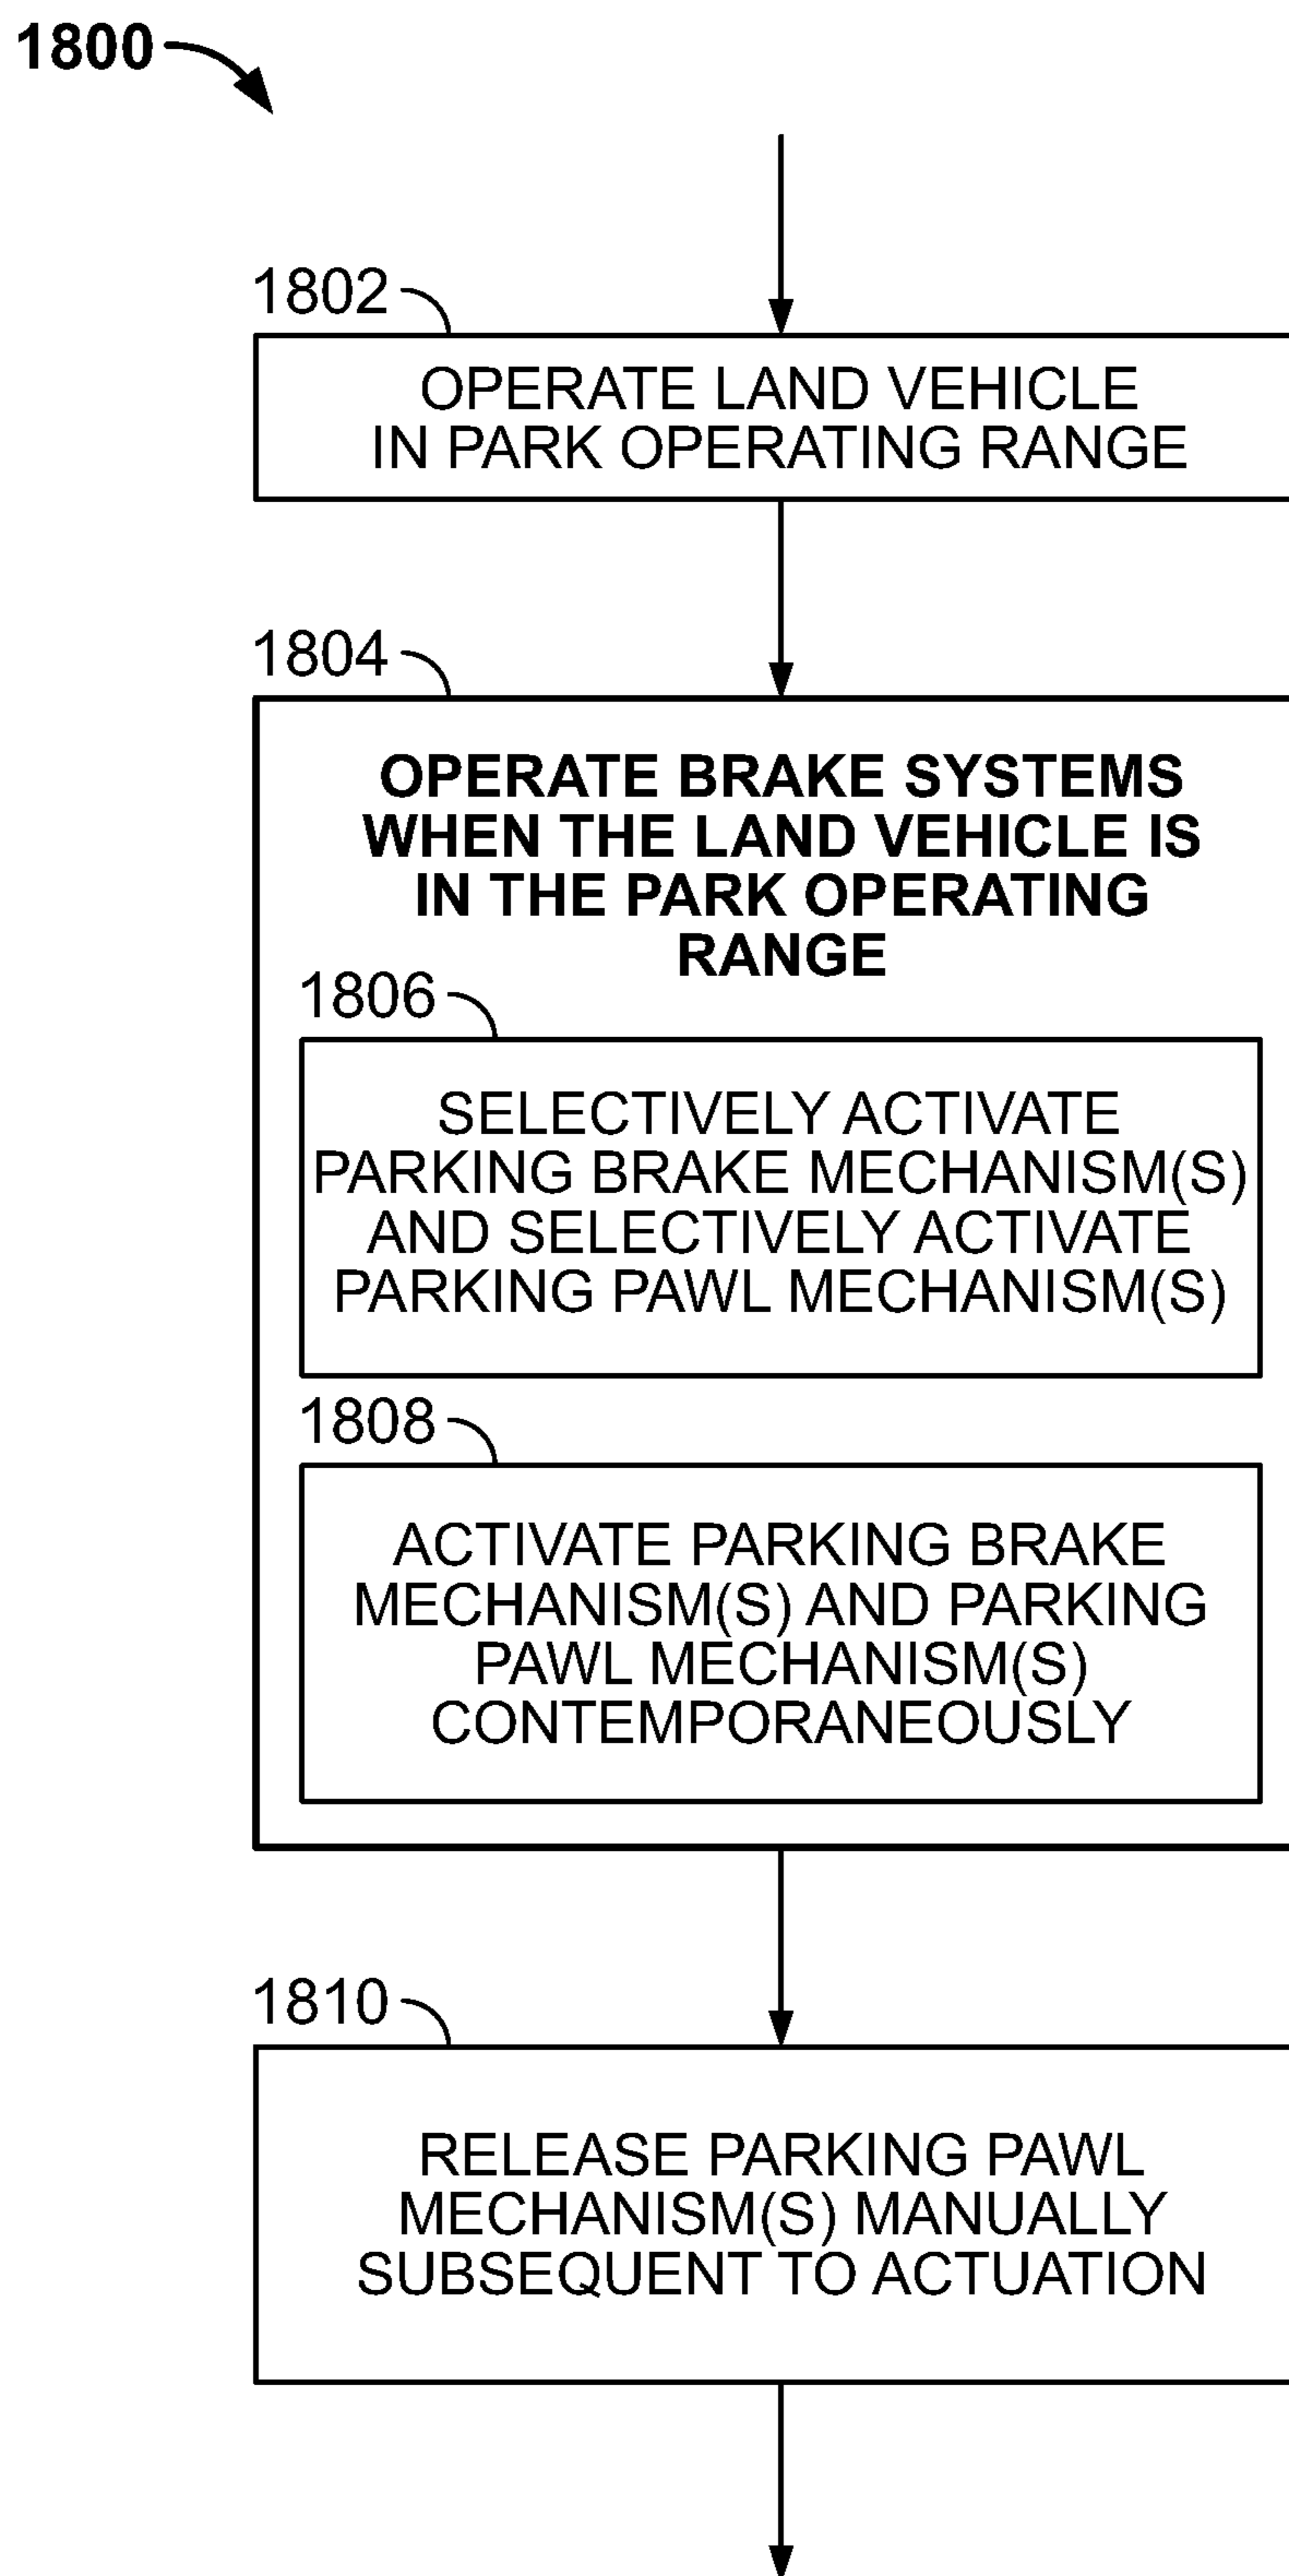 1800
1802
OPERATE LAND VEHICLE
IN PARK OPERATING RANGE
1804
OPERATE BRAKE SYSTEMS
WHEN THE LAND VEHICLE IS
IN THE PARK OPERATING
RANGE
1806
SELECTIVELY ACTIVATE
PARKING BRAKE MECHANISM(S)
AND SELECTIVELY ACTIVATE
PARKING PAWL MECHANISM(S)
1808
ACTIVATE PARKING BRAKE
MECHANISM(S) AND PARKING
PAWL MECHANISM(S)
CONTEMPORANEOUSLY
1810
RELEASE PARKING PAWL
MECHANISM(S) MANUALLY
SUBSEQUENT TO ACTUATION